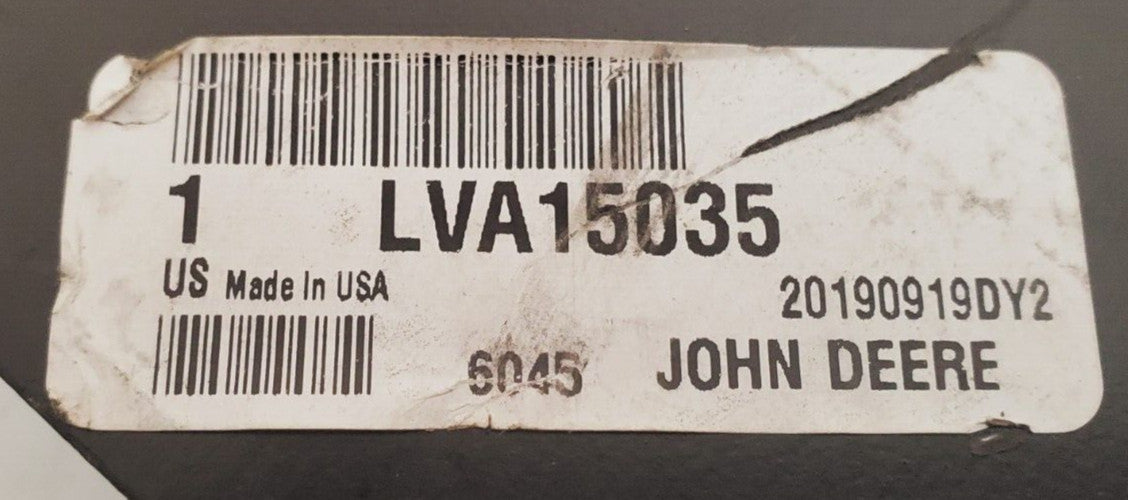 1 LVA15035
US Made In USA
20190919DY2
6045 JOHN DEERE